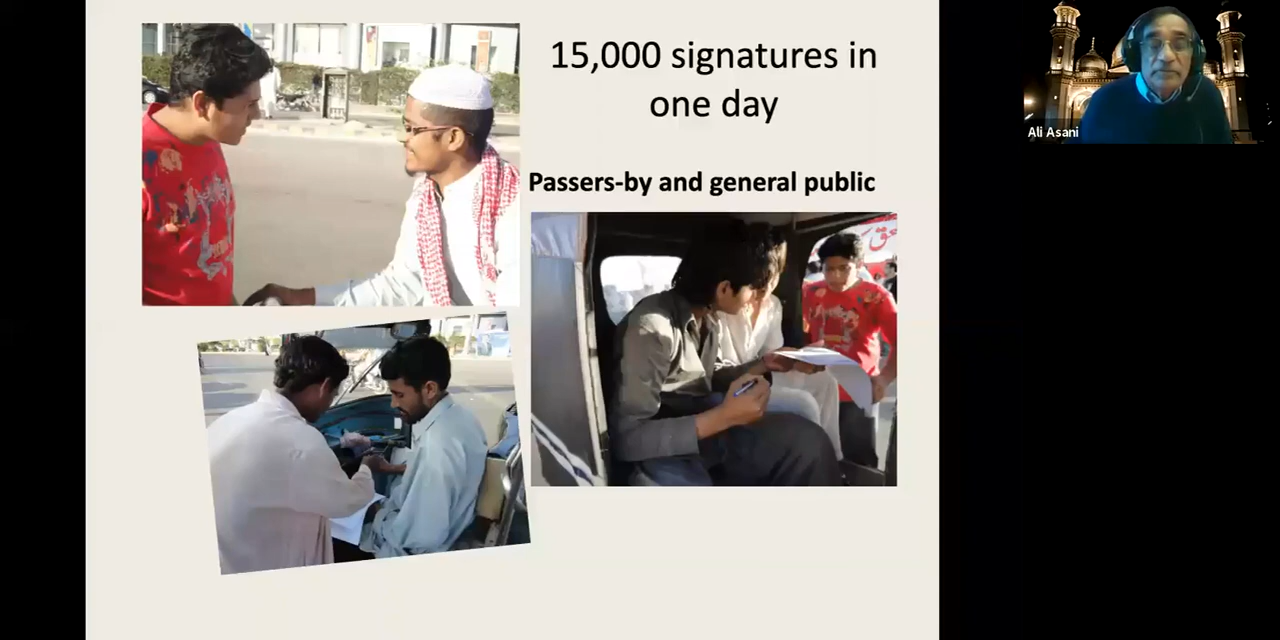 15,000 signatures in
one day
Passers-by and general public
Ali Asani